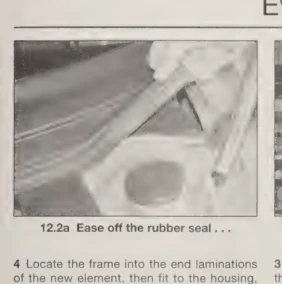 12.2a Ease off the rubber seal . . .
4 Locate the frame into the end laminations
of the new element, then fit to the housing,
3